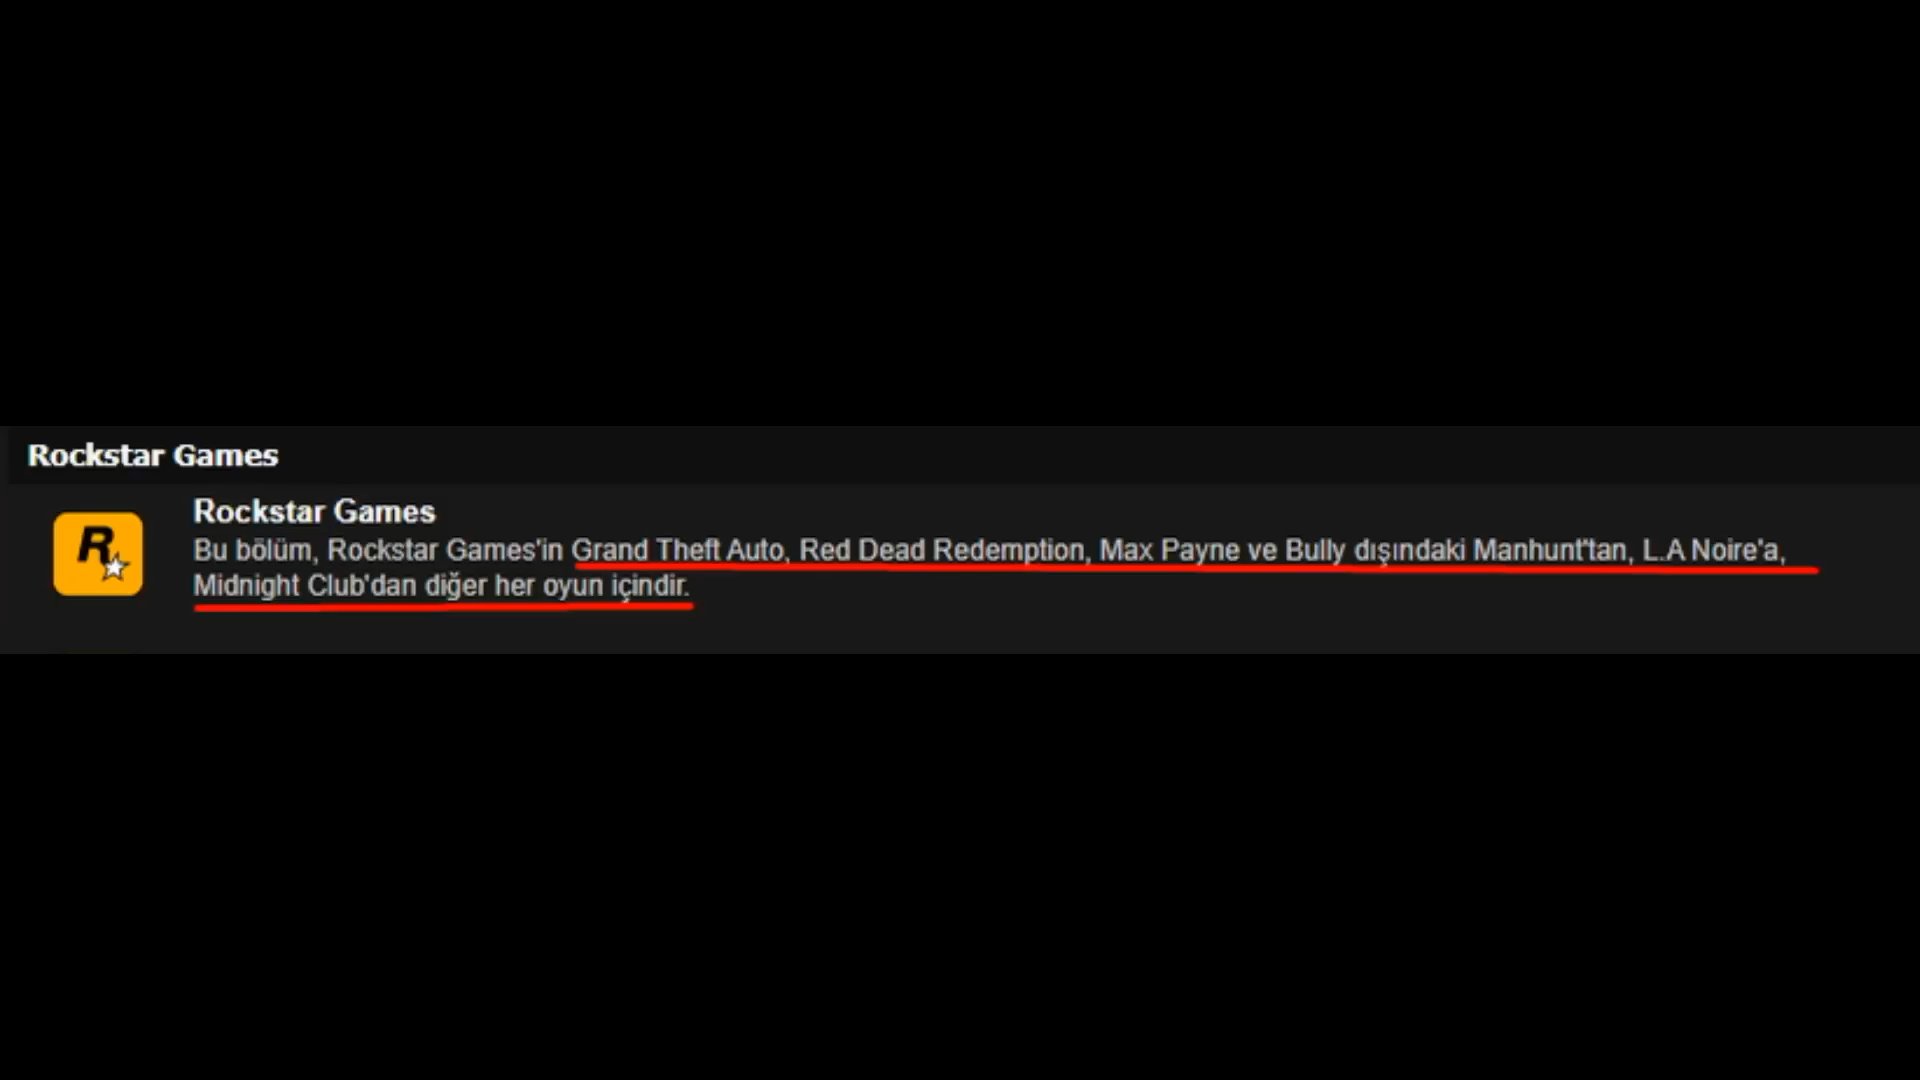 Rockstar Games
Rockstar Games
Bu bölüm, Rockstar Games'in Grand Theft Auto, Red Dead Redemption, Max Payne ve Bully dışındaki Manhunt'tan, L.A Noire'a,
Midnight Club'dan diğer her oyun içindir.
R